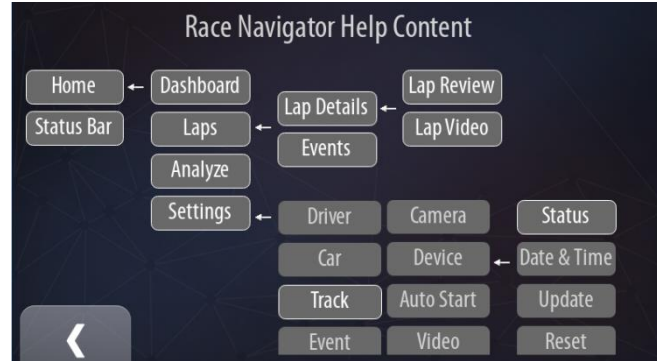 Race Navigator Help Content
Home ← Dashboard Lap Review
Status Bar Laps ← Lap Details ← Lap Video
Events
Analyze
Settings ← Driver Camera Status
Car Device ← Date & Time
Track Auto Start Update
Event Video Reset